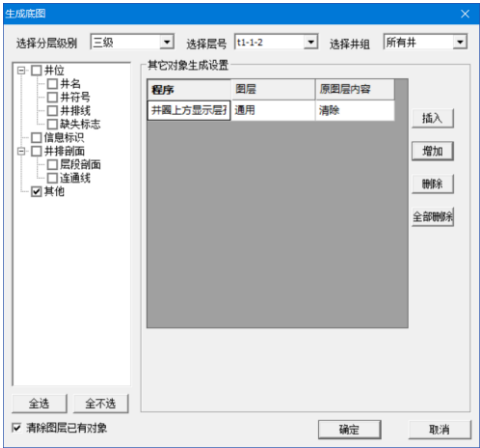 生成底图
选择分层级别 三级 选择层号 t1-1-2 选择井组 所有井
井位
井名
井符号
井排线
缺失标志
信息标识
井排剖面
层段剖面
连通线
其他
其它对象生成设置
程序 图层 原图层内容
井圈上方显示层 通用 清除
插入
增加
删除
全部删除
全选 全不选
清除图层已有对象
确定 取消